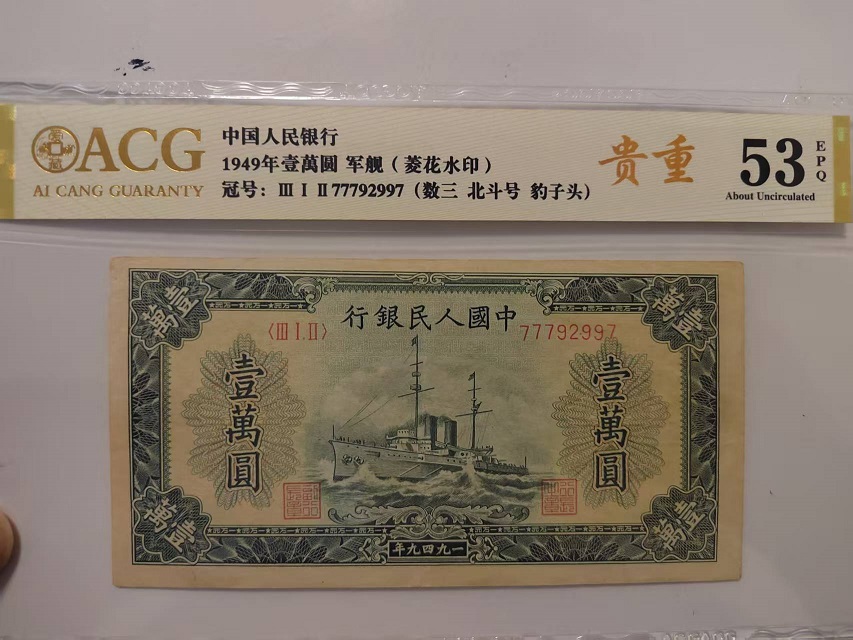 ACG
AI CANG GUARANTY
中国人民银行
1949年壹萬圓 军舰（菱花水印）
冠号：ⅢⅠⅡ77792997（数三 北斗号 豹子头）
贵重
53
EPQ
About Uncirculated
行銀民人國中
〈Ⅲ Ⅰ.Ⅱ〉
77792997
壹萬
壹萬
壹萬圓
壹萬圓
壹萬
壹萬
年九四九一